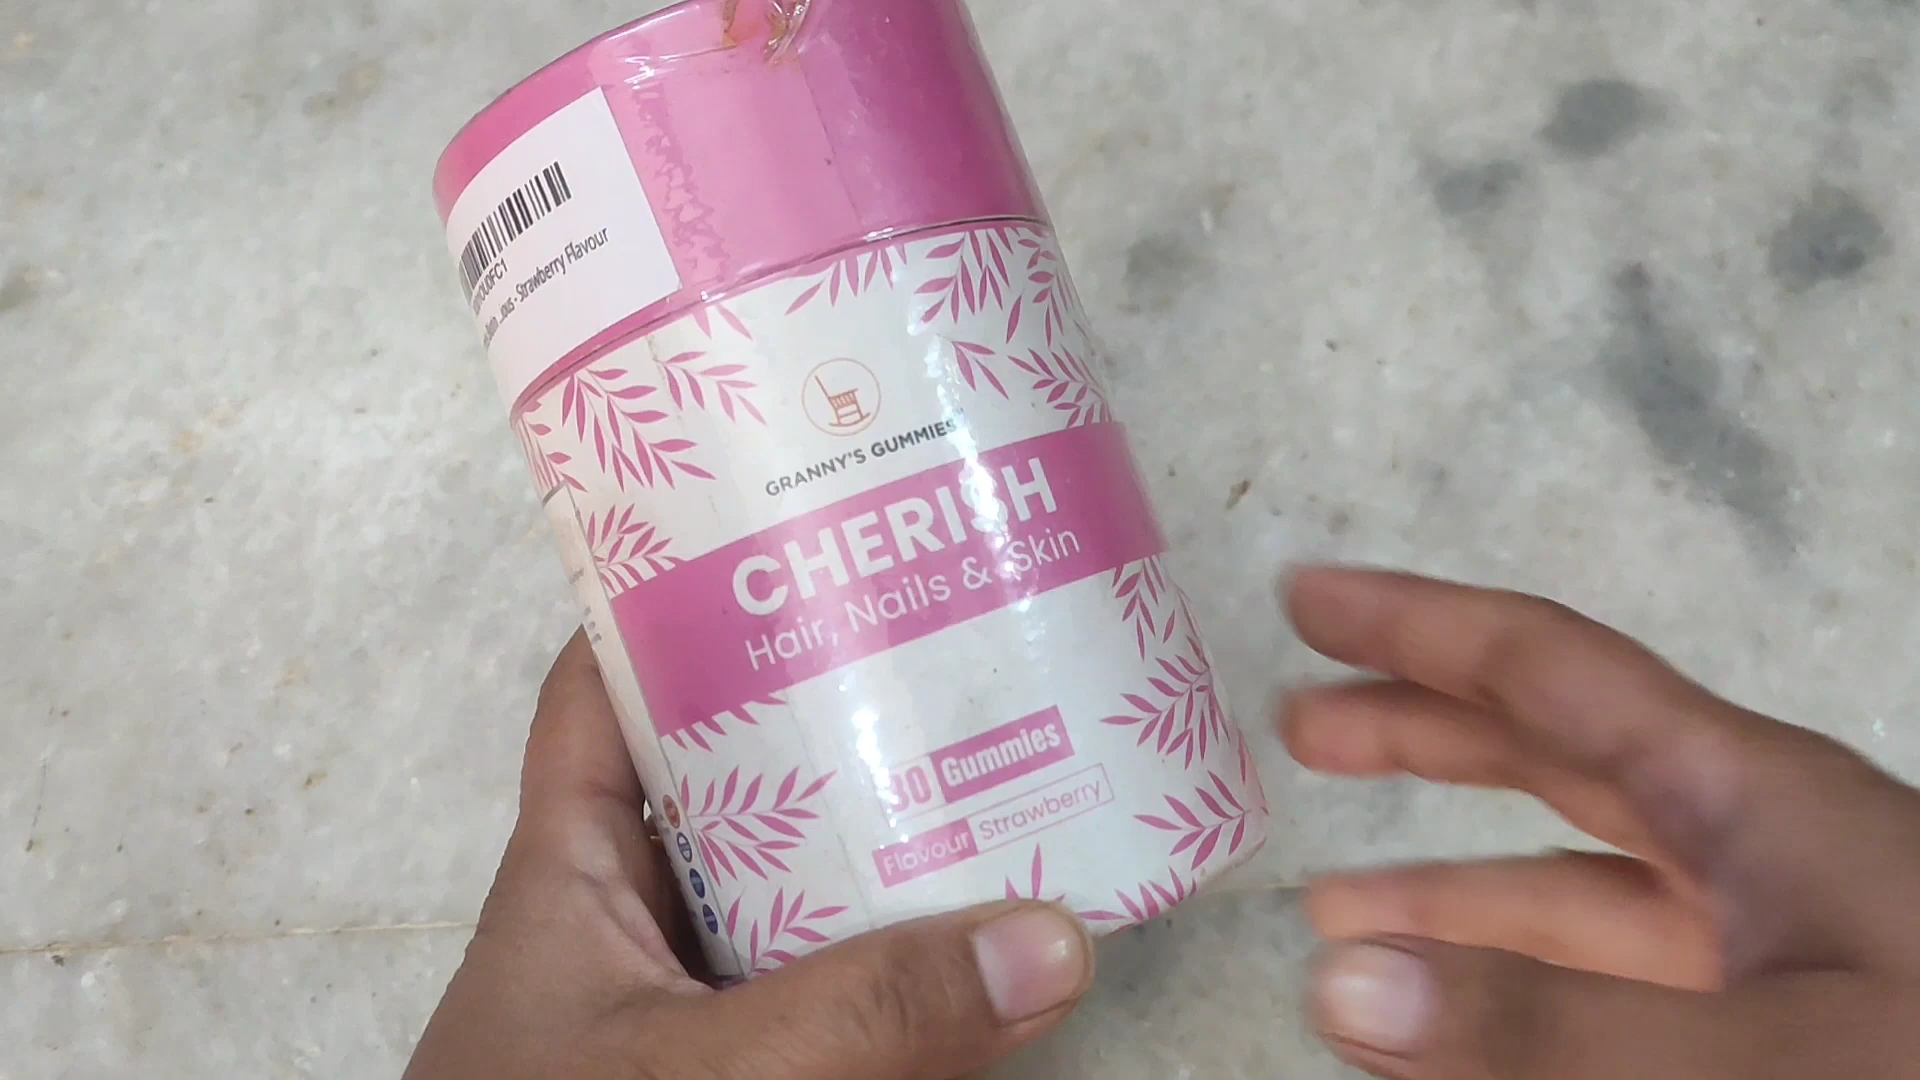 - Strawberry Flavour
GRANNY'S GUMMIES
CHERISH
Hair, Nails & Skin
30 Gummies
Flavour Strawberry